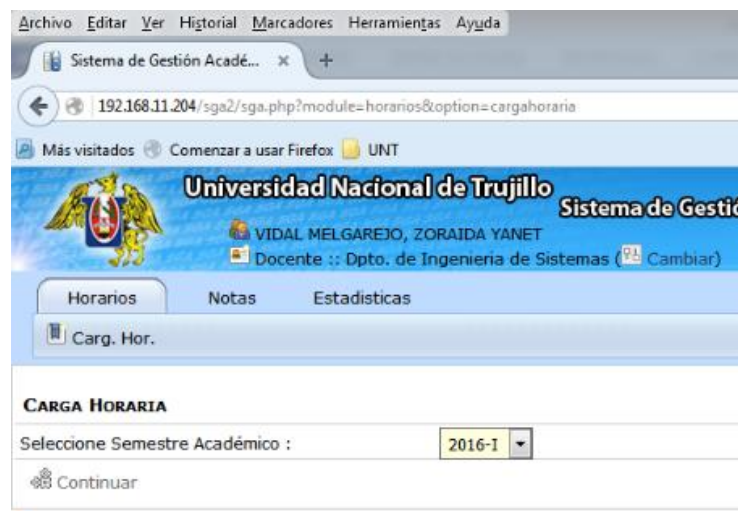 Archivo Editar Ver Historial Marcadores Herramientas Ayuda
Sistema de Gestión Acadé... × +
192.168.11.204/sga2/sga.php?module=horarios&option=cargahoraria
Más visitados Comenzar a usar Firefox UNT
Universidad Nacional de Trujillo
Sistema de Gestió
VIDAL MELGAREJO, ZORAIDA YANET
Docente :: Dpto. de Ingenieria de Sistemas ( Cambiar)
Horarios Notas Estadisticas
Carg. Hor.
CARGA HORARIA
Seleccione Semestre Académico : 2016-I
Continuar